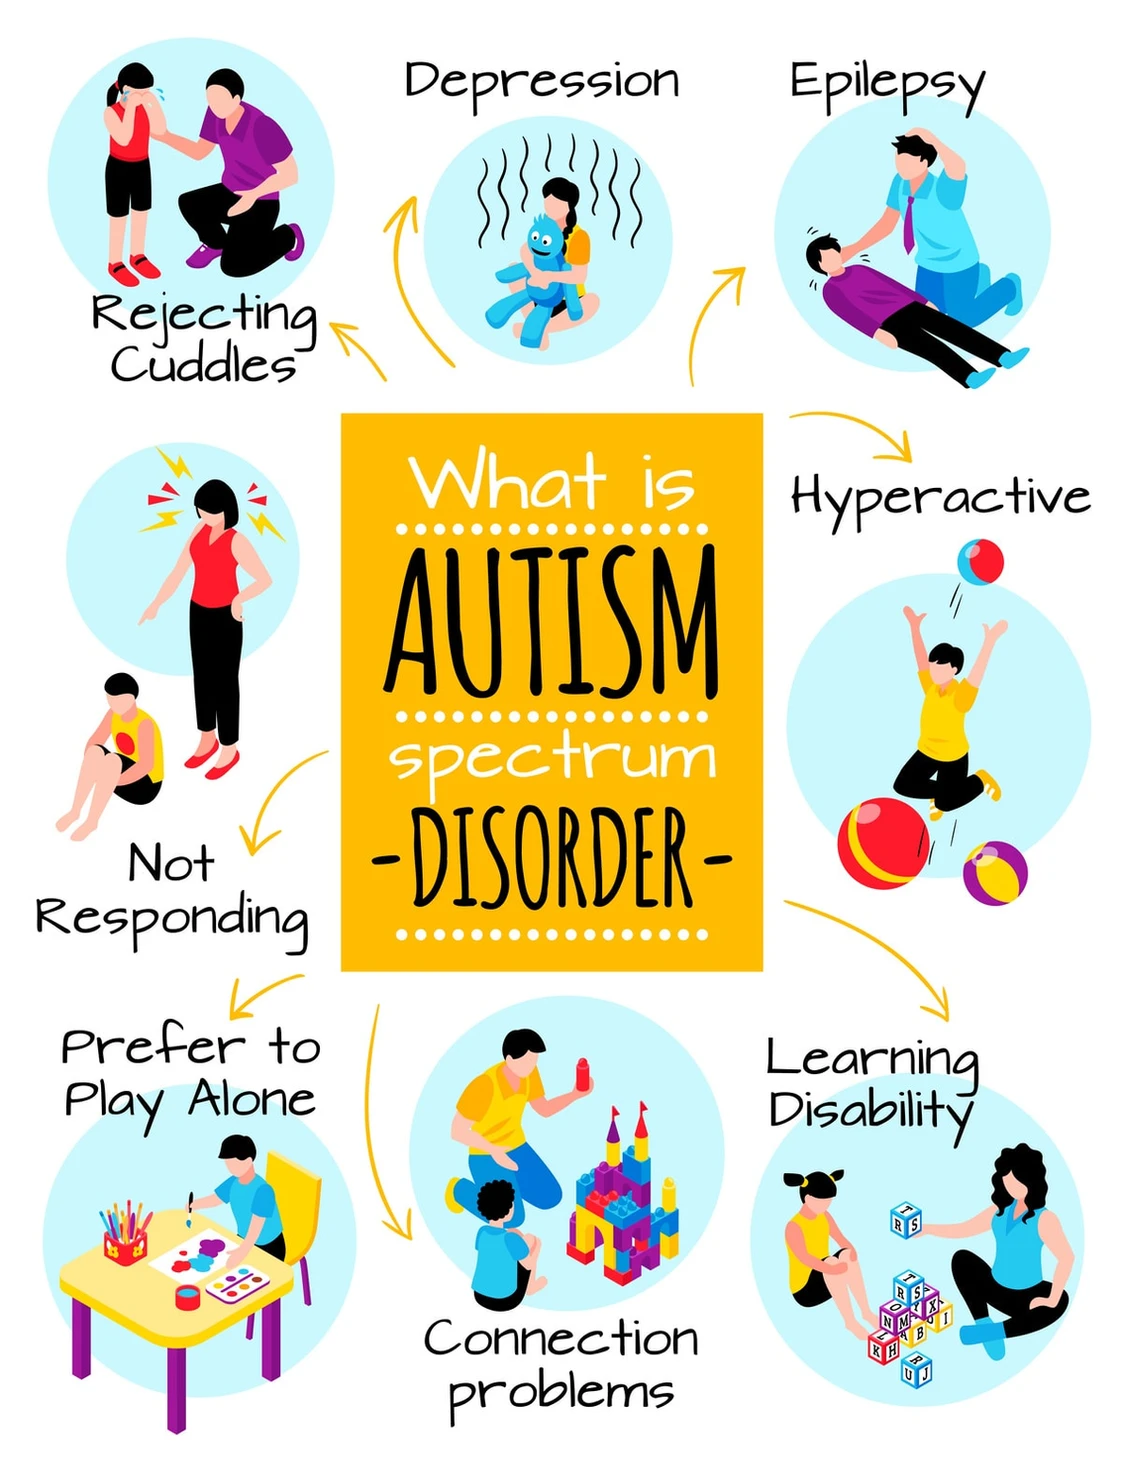 Depression
Epilepsy
Rejecting
Cuddles
What is
AUTISM
spectrum
-DISORDER-
Hyperactive
Not
Responding
Prefer to
Play Alone
Connection
problems
Learning
Disability
T
R S
T
R S
Y
X
O
N M
A B
I
I
K H
U J